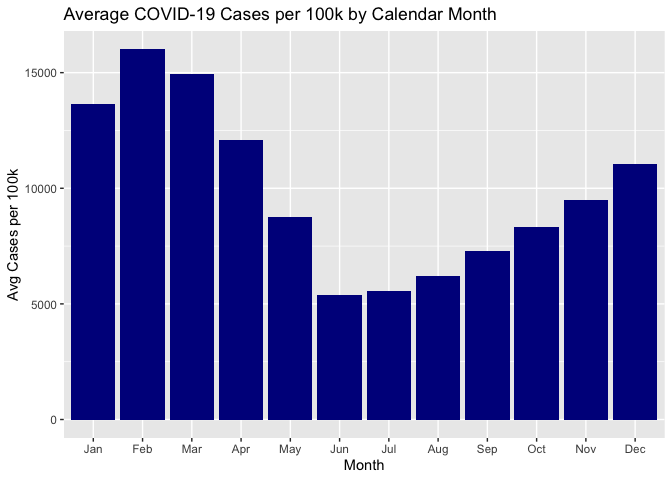 Average COVID-19 Cases per 100k by Calendar Month
Avg Cases per 100k
15000
10000
5000
0
Jan Feb Mar Apr May Jun Jul Aug Sep Oct Nov Dec
Month